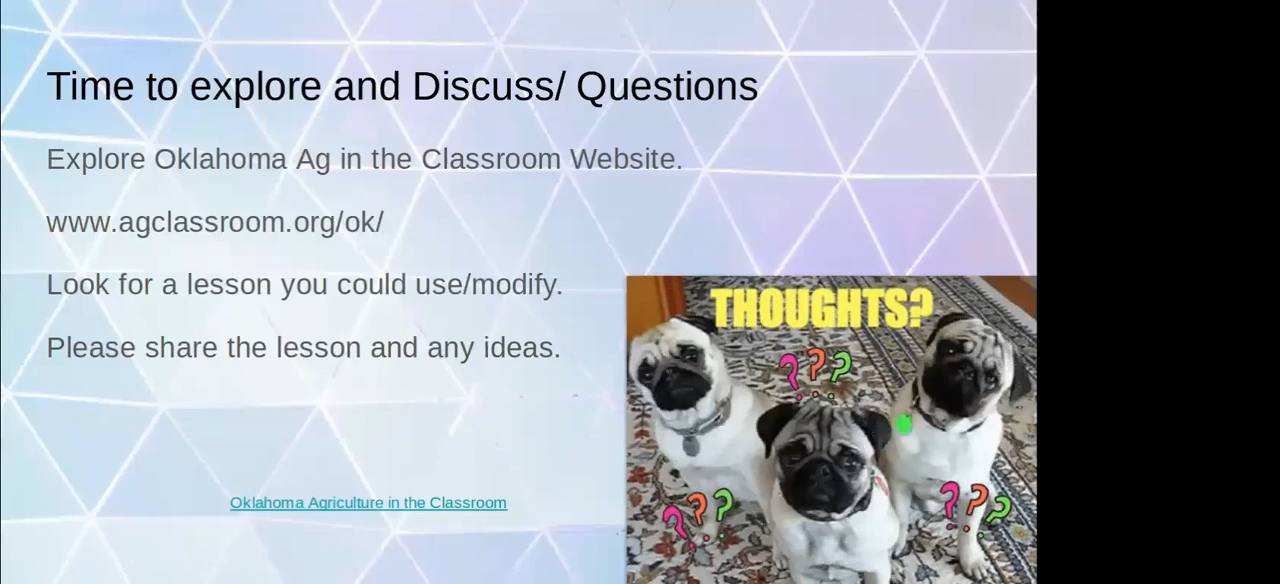 Time to explore and Discuss/ Questions
Explore Oklahoma Ag in the Classroom Website.
www.agclassroom.org/ok/
Look for a lesson you could use/modify.
THOUGHTS?
Please share the lesson and any ideas.
???
???
???
Oklahoma Agriculture in the Classroom